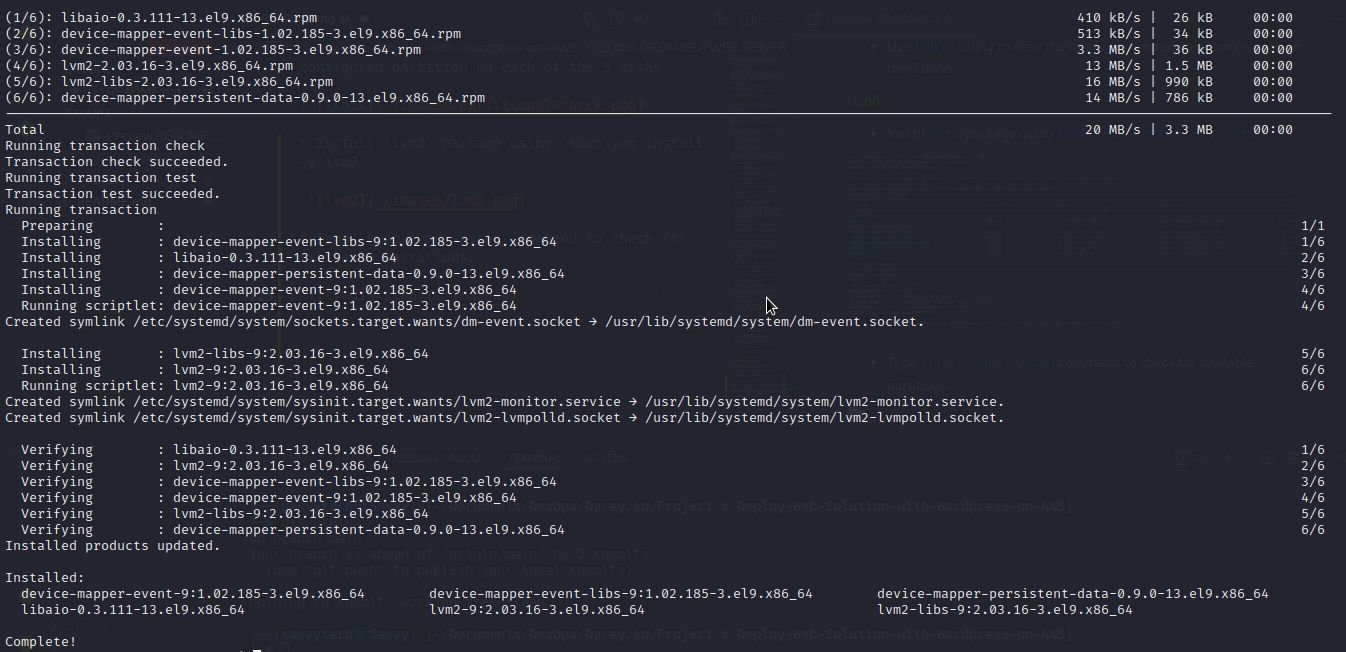 (1/6): libaio-0.3.111-13.el9.x86_64.rpm 410 kB/s | 26 kB 00:00
(2/6): device-mapper-event-libs-1.02.185-3.el9.x86_64.rpm 513 kB/s | 34 kB 00:00
(3/6): device-mapper-event-1.02.185-3.el9.x86_64.rpm 3.3 MB/s | 36 kB 00:00
(4/6): lvm2-2.03.16-3.el9.x86_64.rpm 13 MB/s | 1.5 MB 00:00
(5/6): lvm2-libs-2.03.16-3.el9.x86_64.rpm 16 MB/s | 990 kB 00:00
(6/6): device-mapper-persistent-data-0.9.0-13.el9.x86_64.rpm 14 MB/s | 786 kB 00:00
Total 20 MB/s | 3.3 MB 00:00
Running transaction check
Transaction check succeeded.
Running transaction test
Transaction test succeeded.
Running transaction
Preparing : 1/1
Installing : device-mapper-event-libs-9:1.02.185-3.el9.x86_64 1/6
Installing : libaio-0.3.111-13.el9.x86_64 2/6
Installing : device-mapper-persistent-data-0.9.0-13.el9.x86_64 3/6
Installing : device-mapper-event-9:1.02.185-3.el9.x86_64 4/6
Running scriptlet: device-mapper-event-9:1.02.185-3.el9.x86_64 4/6
Created symlink /etc/systemd/system/sockets.target.wants/dm-event.socket → /usr/lib/systemd/system/dm-event.socket.
Installing : lvm2-libs-9:2.03.16-3.el9.x86_64 5/6
Installing : lvm2-9:2.03.16-3.el9.x86_64 6/6
Running scriptlet: lvm2-9:2.03.16-3.el9.x86_64 6/6
Created symlink /etc/systemd/system/sysinit.target.wants/lvm2-monitor.service → /usr/lib/systemd/system/lvm2-monitor.service.
Created symlink /etc/systemd/system/sysinit.target.wants/lvm2-lvmpolld.socket → /usr/lib/systemd/system/lvm2-lvmpolld.socket.
Verifying : libaio-0.3.111-13.el9.x86_64 1/6
Verifying : lvm2-9:2.03.16-3.el9.x86_64 2/6
Verifying : device-mapper-event-libs-9:1.02.185-3.el9.x86_64 3/6
Verifying : device-mapper-event-9:1.02.185-3.el9.x86_64 4/6
Verifying : lvm2-libs-9:2.03.16-3.el9.x86_64 5/6
Verifying : device-mapper-persistent-data-0.9.0-13.el9.x86_64 6/6
Installed products updated.
Installed:
device-mapper-event-9:1.02.185-3.el9.x86_64 device-mapper-event-libs-9:1.02.185-3.el9.x86_64 device-mapper-persistent-data-0.9.0-13.el9.x86_64
libaio-0.3.111-13.el9.x86_64 lvm2-9:2.03.16-3.el9.x86_64 lvm2-libs-9:2.03.16-3.el9.x86_64
Complete!